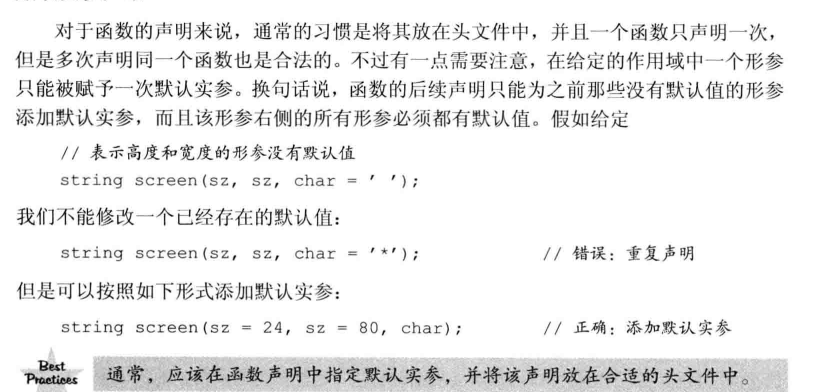 对于函数的声明来说，通常的习惯是将其放在头文件中，并且一个函数只声明一次，
但是多次声明同一个函数也是合法的。不过有一点需要注意，在给定的作用域中一个形参
只能被赋予一次默认实参。换句话说，函数的后续声明只能为之前那些没有默认值的形参
添加默认实参，而且该形参右侧的所有形参必须都有默认值。假如给定
// 表示高度和宽度的形参没有默认值
string screen(sz, sz, char = ' ');
我们不能修改一个已经存在的默认值：
string screen(sz, sz, char = '*'); // 错误：重复声明
但是可以按照如下形式添加默认实参：
string screen(sz = 24, sz = 80, char); // 正确：添加默认实参
Best
Practices
通常，应该在函数声明中指定默认实参，并将该声明放在合适的头文件中。